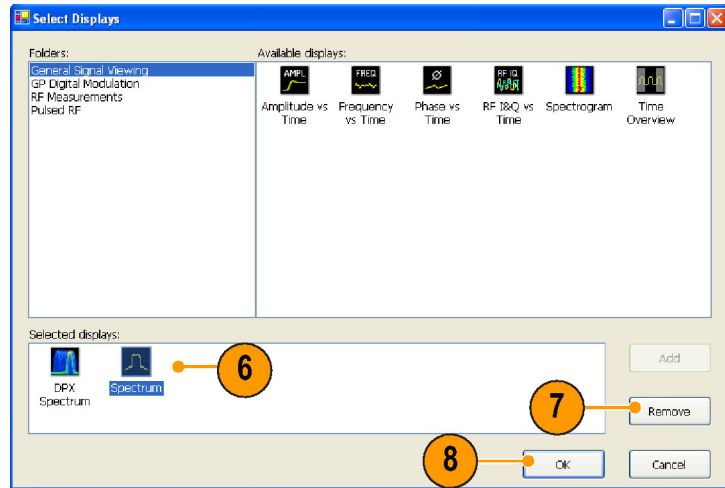 Select Displays
Folders:
Available displays:
General Signal Viewing
GP Digital Modulation
RF Measurements
Pulsed RF
AMPL
FREQ
Ø
RF IQ
Amplitude vs Time
Frequency vs Time
Phase vs Time
RF I&Q vs Time
Spectrogram
Time Overview
Selected displays:
DPX Spectrum
Spectrum
6
Add
7
Remove
8
OK
Cancel